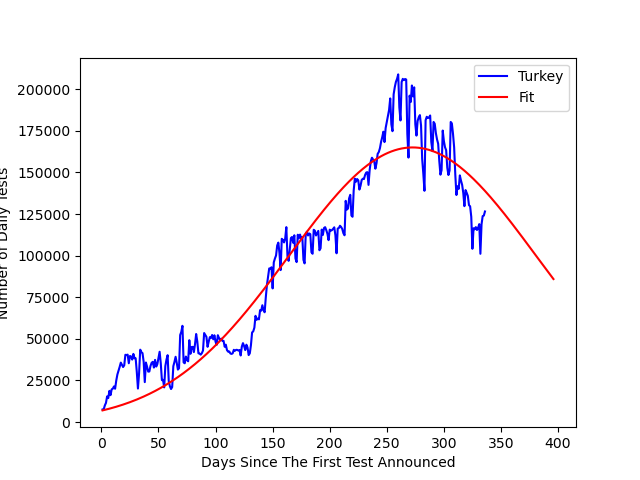 Turkey
Fit
200000
175000
150000
125000
100000
75000
50000
25000
0
Number of Daily Tests
0 50 100 150 200 250 300 350 400
Days Since The First Test Announced